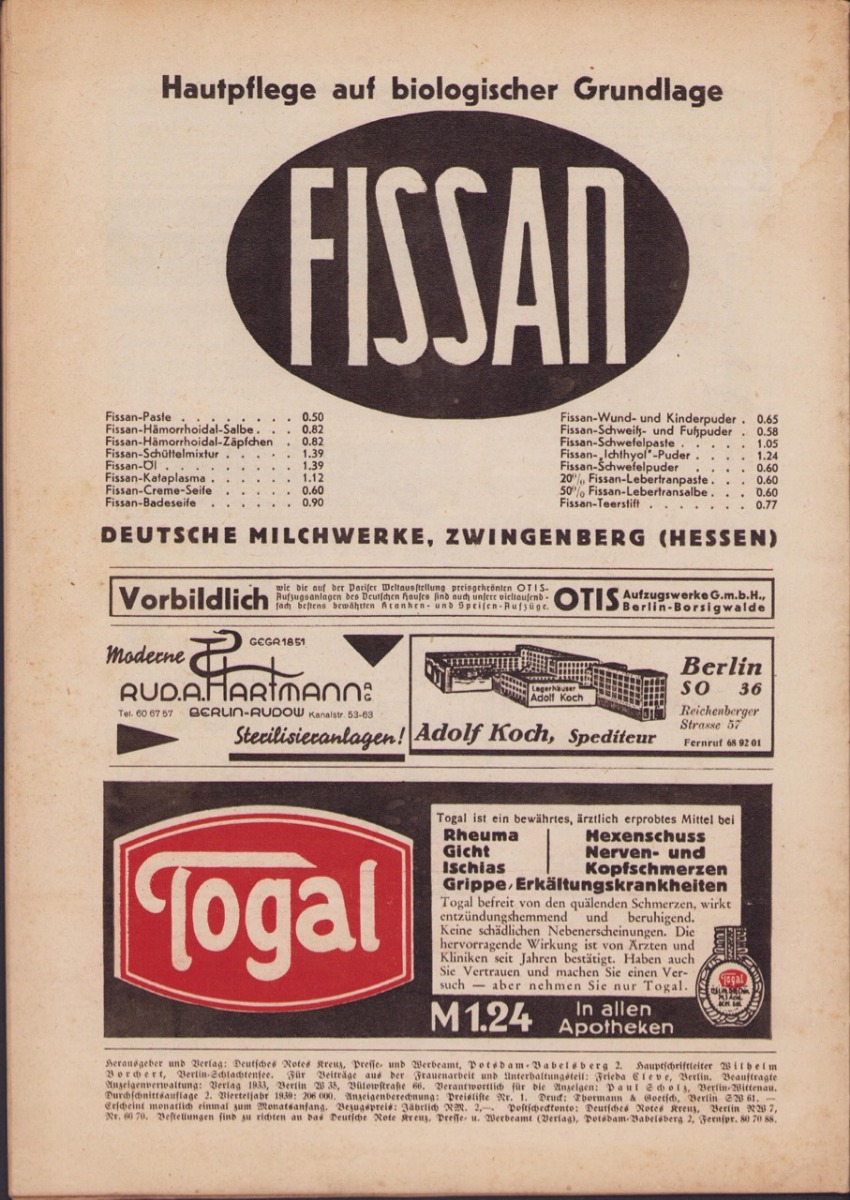 Hautpflege auf biologischer Grundlage
FISSAN
Fissan-Paste . . . . . . . . 0.50
Fissan-Hämorrhoidal-Salbe . . . 0.82
Fissan-Hämorrhoidal-Zäpfchen . 0.82
Fissan-Schüttelmixtur . . . . . 1.39
Fissan-Öl . . . . . . . . . 1.39
Fissan-Kataplasma . . . . . . 1.12
Fissan-Creme-Seife . . . . . 0.60
Fissan-Badeseife . . . . . . 0.90
Fissan-Wund- und Kinderpuder . 0.65
Fissan-Schweiß- und Fußpuder . 0.58
Fissan-Schwefelpaste . . . . . 1.05
Fissan-„Ichthyol"-Puder . . . . 1.24
Fissan-Schwefelpuder . . . . 0.60
20% Fissan-Lebertranpaste . . . 0.60
50% Fissan-Lebertransalbe . . . 0.60
Fissan-Teerstift . . . . . . . 0.77
DEUTSCHE MILCHWERKE, ZWINGENBERG (HESSEN)
Vorbildlich
wie die auf der Pariser Weltausstellung preisgekrönten OTIS-
Aufzugsanlagen des Deutschen Hauses sind auch unsere vieltausend-
fach bestens bewährten Kranken- und Speisen-Aufzüge.
OTIS Aufzugswerke G.m.b.H.,
Berlin-Borsigwalde
Moderne
GEGR 1851
RUD.A.HARTMANN AG
Tel. 60 67 57 BERLIN-RUDOW Kanalstr. 53-63
Sterilisieranlagen!
Lagerhäuser
Adolf Koch
Adolf Koch, Spediteur
Berlin
SO 36
Reichenberger
Strasse 57
Fernruf 68 92 01
Togal
Togal ist ein bewährtes, ärztlich erprobtes Mittel bei
Rheuma
Gicht
Ischias
Hexenschuss
Nerven- und
Kopfschmerzen
Grippe, Erkältungskrankheiten
Togal befreit von den quälenden Schmerzen, wirkt
entzündungshemmend und beruhigend.
Keine schädlichen Nebenerscheinungen. Die
hervorragende Wirkung ist von Ärzten und
Kliniken seit Jahren bestätigt. Haben auch
Sie Vertrauen und machen Sie einen Ver-
such — aber nehmen Sie nur Togal.
Togal
M 1.24
In allen
Apotheken
Herausgeber und Verlag: Deutsches Rotes Kreuz, Presse- und Werbeamt, Potsdam-Babelsberg 2. Hauptschriftleiter Wilhelm
Borchert, Berlin-Schlachtensee. Für Beiträge aus der Frauenarbeit und Unterhaltungsteil: Frieda Cleve, Berlin. Beauftragte
Anzeigenverwaltung: Verlag 1933, Berlin W 35, Bülowstraße 66. Verantwortlich für die Anzeigen: Paul Scholz, Berlin-Wittenau.
Durchschnittsauflage 2. Vierteljahr 1939: 206 000. Anzeigenberechnung: Preisliste Nr. 1. Druck: Thormann & Goetsch, Berlin SW 61. —
Erscheint monatlich einmal zum Monatsanfang. Bezugspreis: Jährlich RM. 2,—. Postscheckkonto: Deutsches Rotes Kreuz, Berlin NW 7,
Nr. 60 70. Bestellungen sind zu richten an das Deutsche Rote Kreuz, Presse- u. Werbeamt (Verlag), Potsdam-Babelsberg 2, Fernspr. 80 70 88.